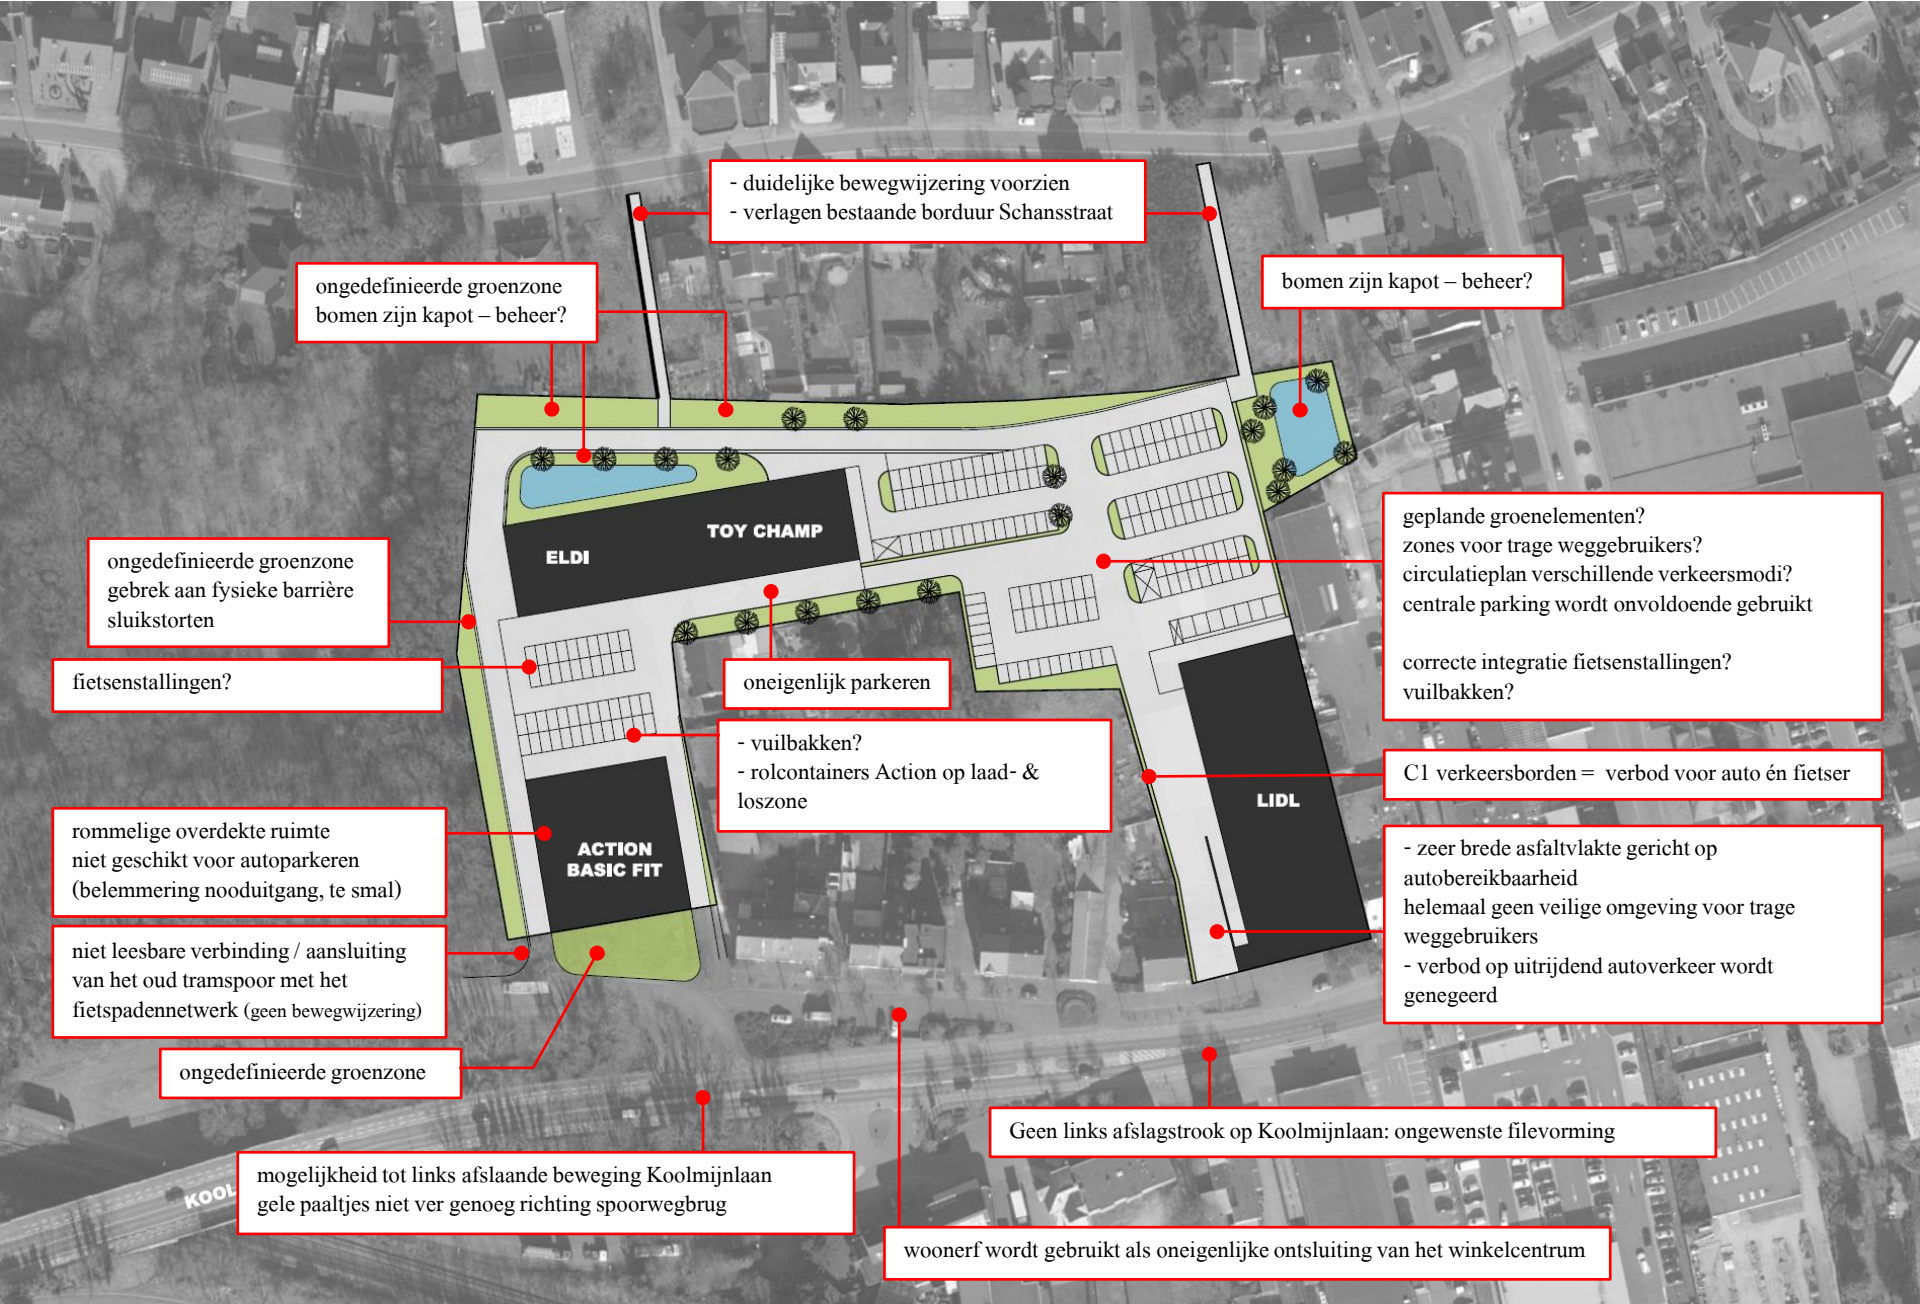 - duidelijke bewegwijzering voorzien
- verlagen bestaande borduur Schansstraat
ongedefinieerde groenzone
bomen zijn kapot – beheer?
bomen zijn kapot – beheer?
TOY CHAMP
ELDI
ongedefinieerde groenzone
gebrek aan fysieke barrière
sluikstorten
geplande groenelementen?
zones voor trage weggebruikers?
circulatieplan verschillende verkeersmodi?
centrale parking wordt onvoldoende gebruikt
correcte integratie fietsenstallingen?
vuilbakken?
fietsenstallingen?
oneigenlijk parkeren
- vuilbakken?
- rolcontainers Action op laad- &
loszone
C1 verkeersborden = verbod voor auto én fietser
LIDL
rommelige overdekte ruimte
niet geschikt voor autoparkeren
(belemmering nooduitgang, te smal)
ACTION
BASIC FIT
- zeer brede asfaltvlakte gericht op
autobereikbaarheid
helemaal geen veilige omgeving voor trage
weggebruikers
- verbod op uitrijdend autoverkeer wordt
genegeerd
niet leesbare verbinding / aansluiting
van het oud tramspoor met het
fietspadennetwerk (geen bewegwijzering)
ongedefinieerde groenzone
Geen links afslagstrook op Koolmijnlaan: ongewenste filevorming
mogelijkheid tot links afslaande beweging Koolmijnlaan
gele paaltjes niet ver genoeg richting spoorwegbrug
KOOL
woonerf wordt gebruikt als oneigenlijke ontsluiting van het winkelcentrum